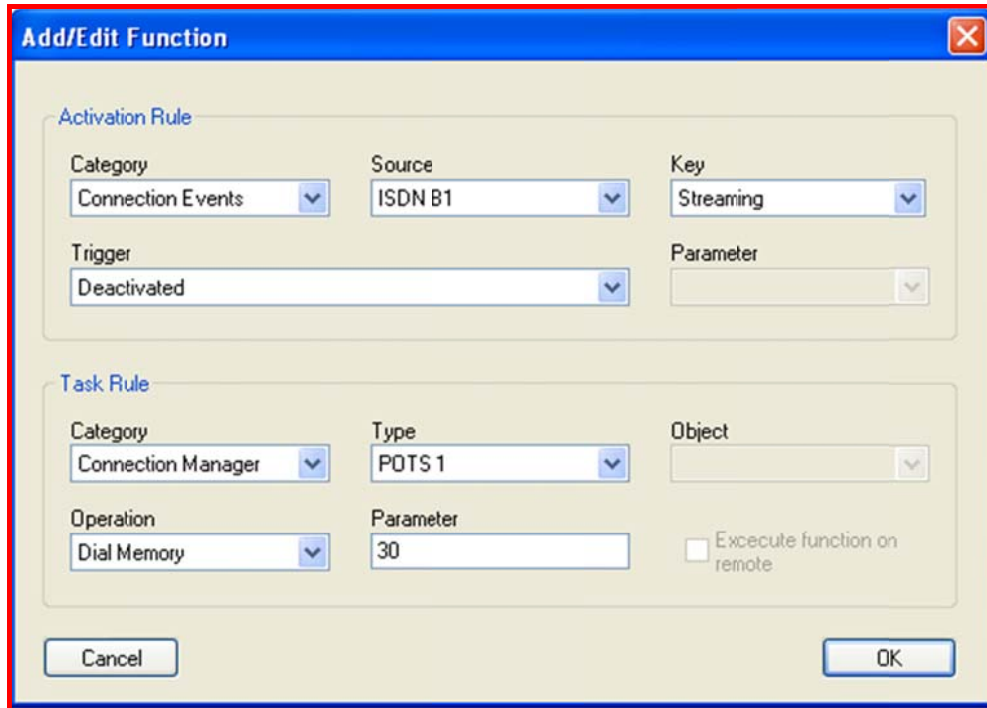 Add/Edit Function
Activation Rule
Category
Source
Key
Connection Events
ISDN B1
Streaming
Trigger
Parameter
Deactivated
Task Rule
Category
Type
Object
Connection Manager
POTS 1
Operation
Parameter
Dial Memory
30
Excecute function on
remote
Cancel
OK